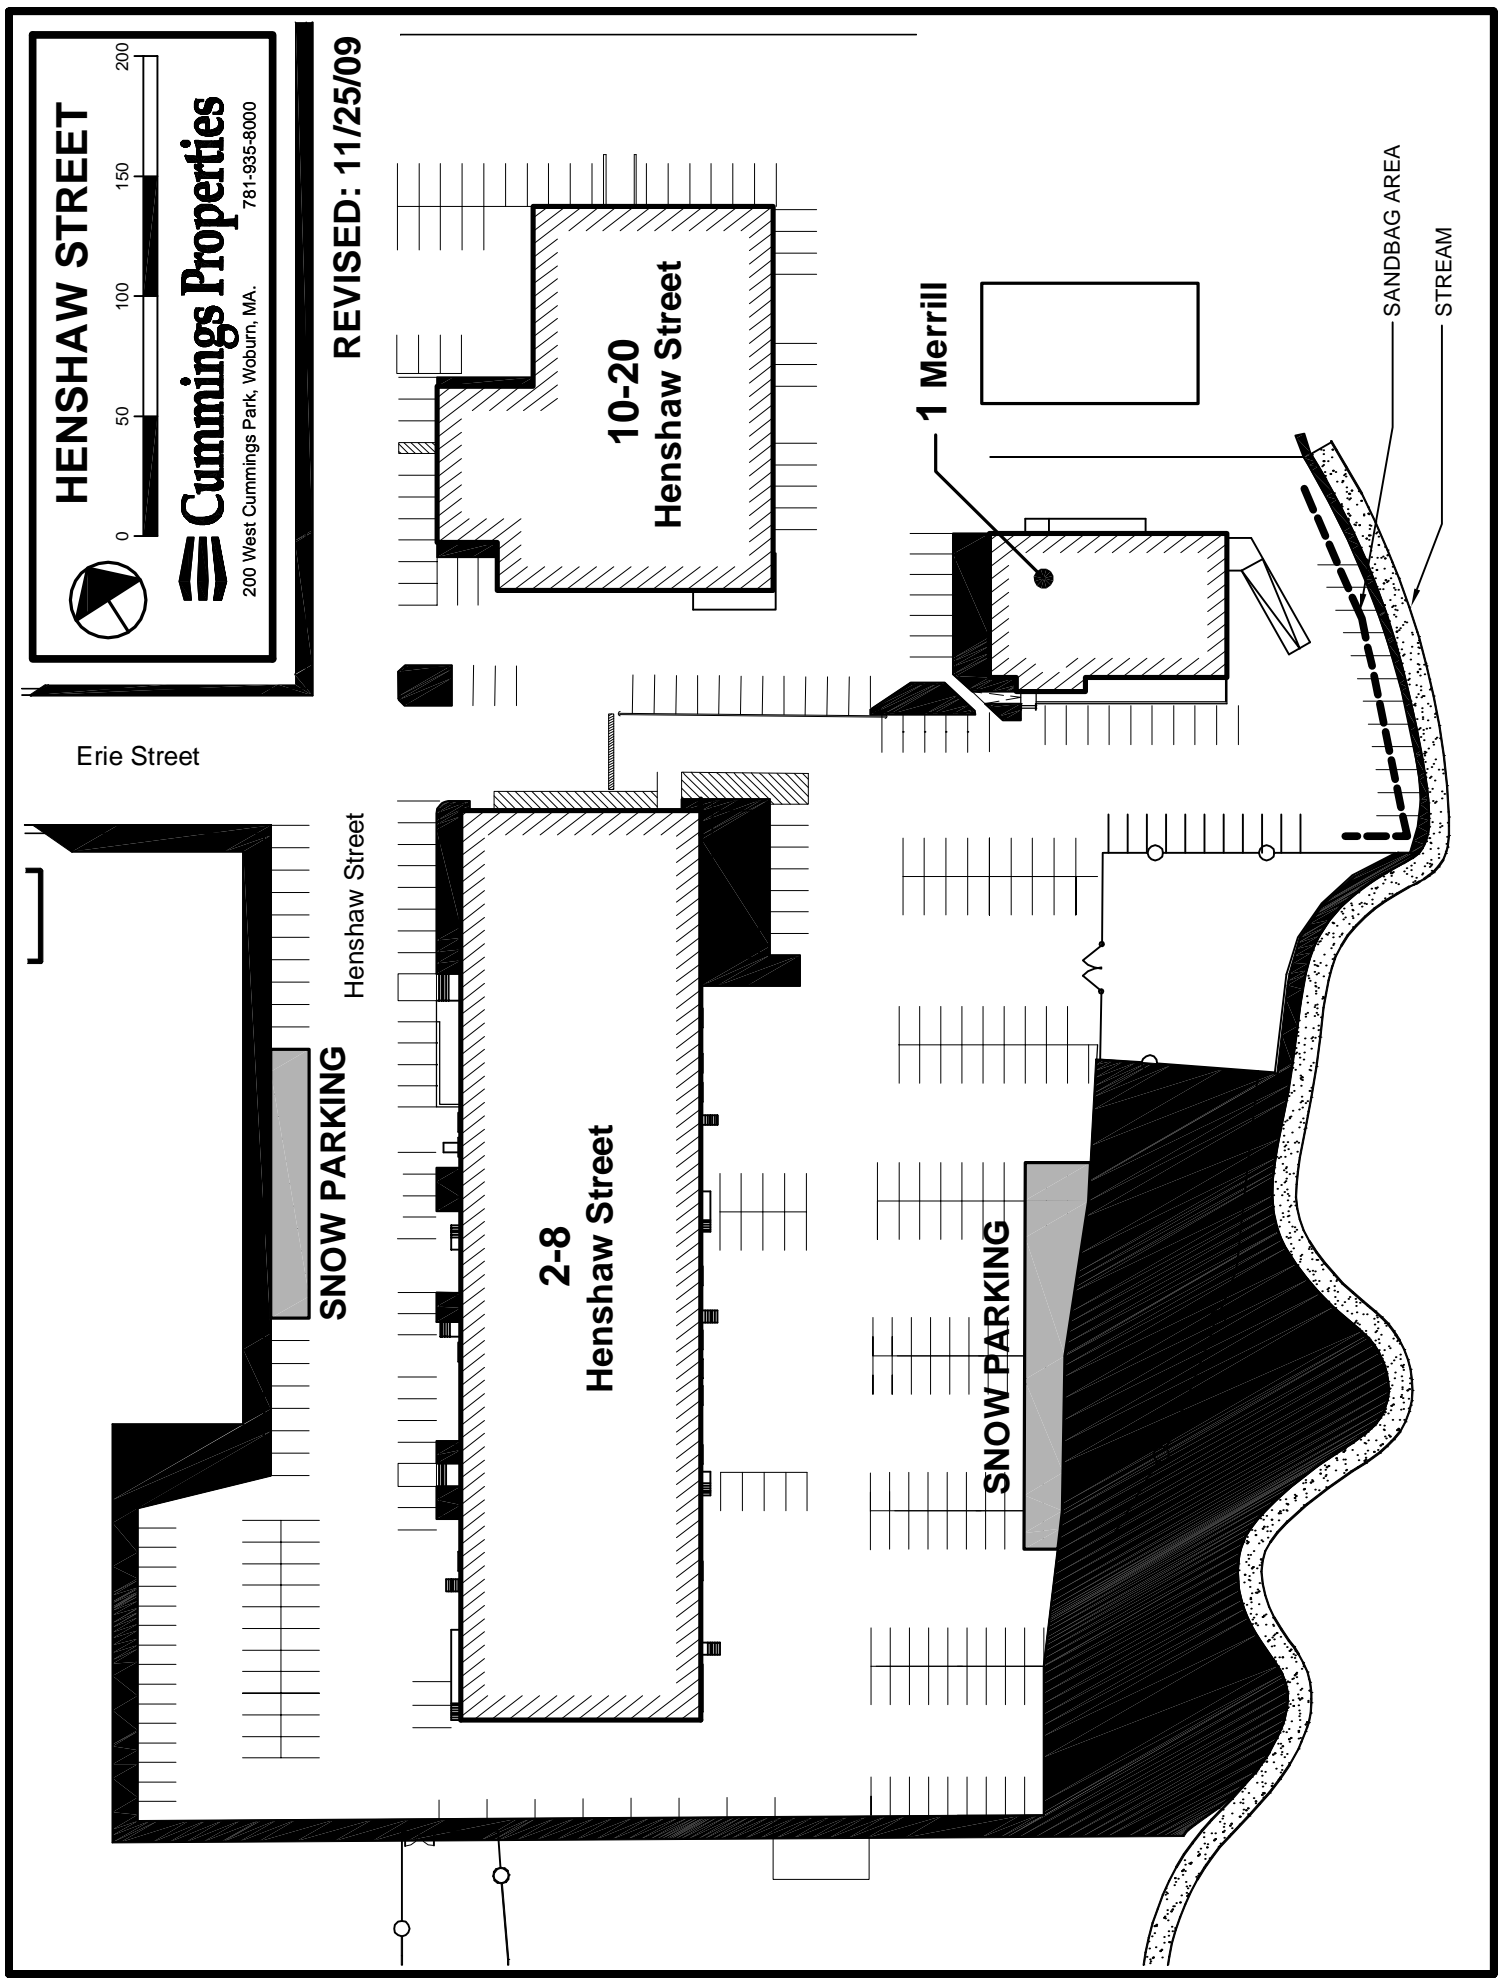 HENSHAW STREET
0 50 100 150 200
Cummings Properties
200 West Cummings Park, Woburn, MA. 781-935-8000
REVISED: 11/25/09
Erie Street
Henshaw Street
SNOW PARKING
10-20
Henshaw Street
2-8
Henshaw Street
1 Merrill
SNOW PARKING
SANDBAG AREA
STREAM